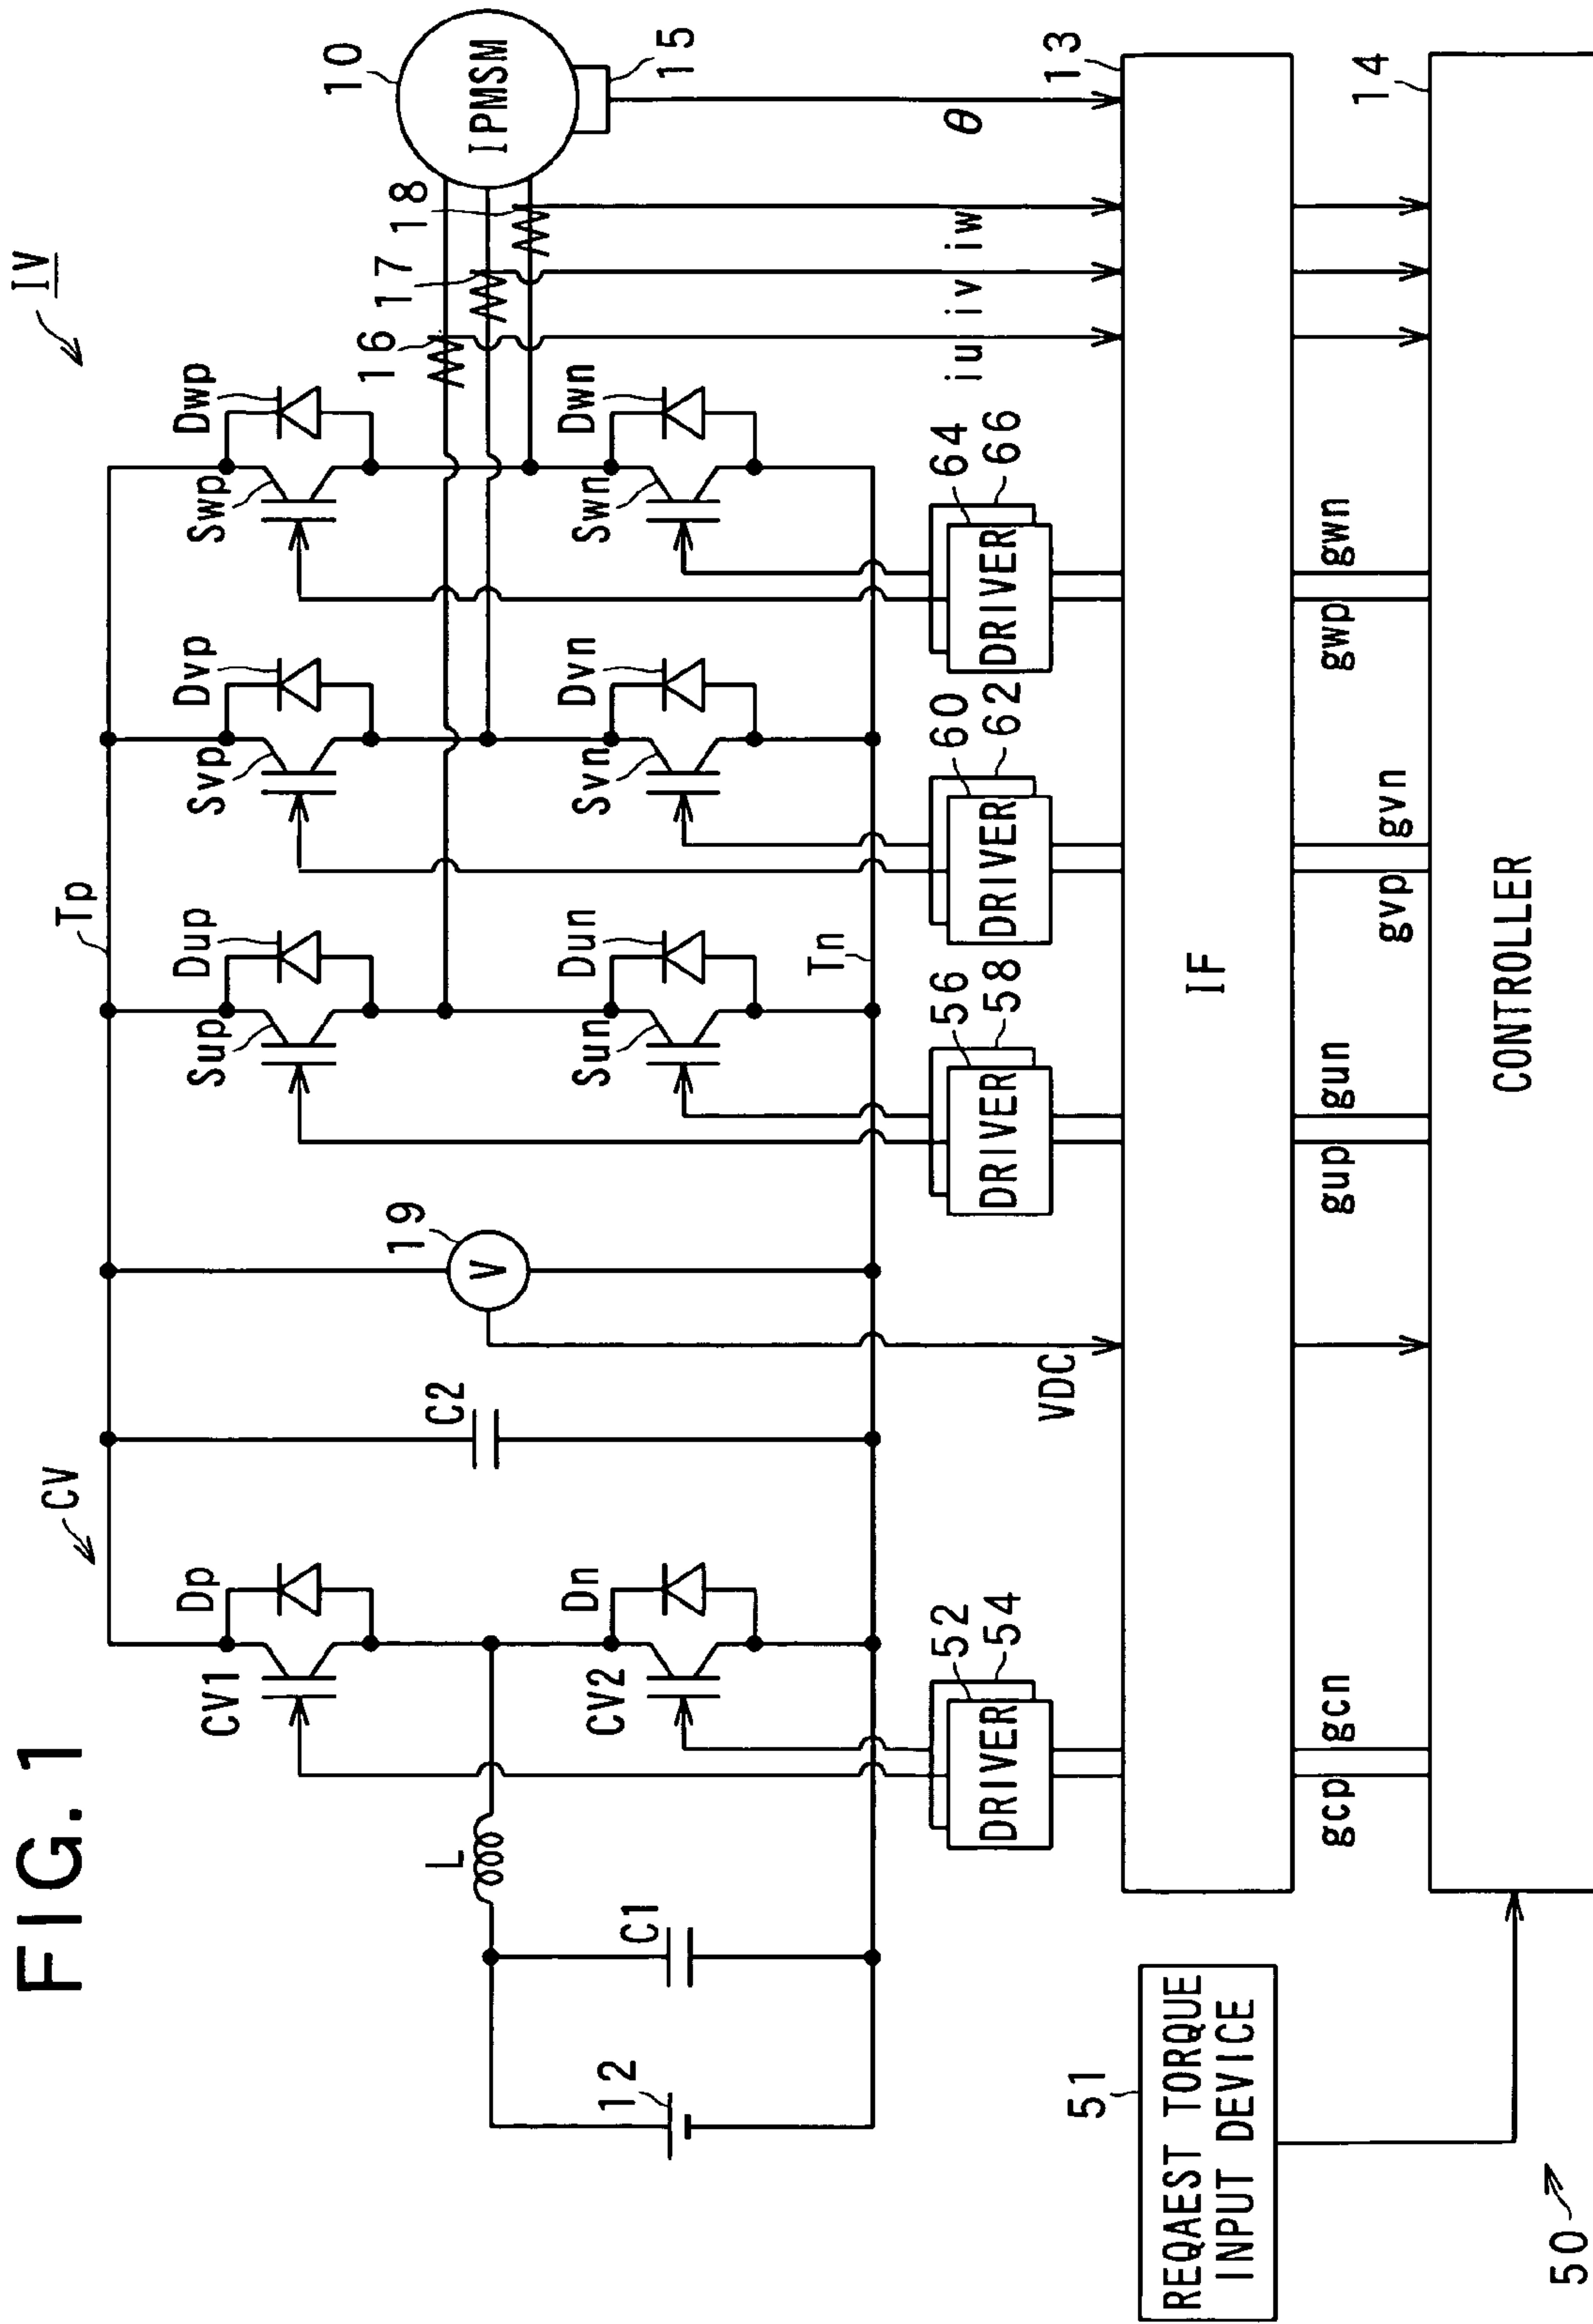 FIG. 1
IV
CV
Tp
Dp
CV1
Dup
Sup
Dvp
Svp
Dwp
Swp
10
IPMSM
15
16
17
18
L
C2
19
V
12
C1
Dn
CV2
Dun
Sun
Dvn
Svn
Dwn
Swn
Tn
52
54
DRIVER
56
58
DRIVER
60
62
DRIVER
64
66
DRIVER
VDC
iu
iv
iw
θ
13
IF
gcp
gcn
gup
gun
gvp
gvn
gwp
gwn
14
CONTROLLER
51
REQAEST TORQUE
INPUT DEVICE
50